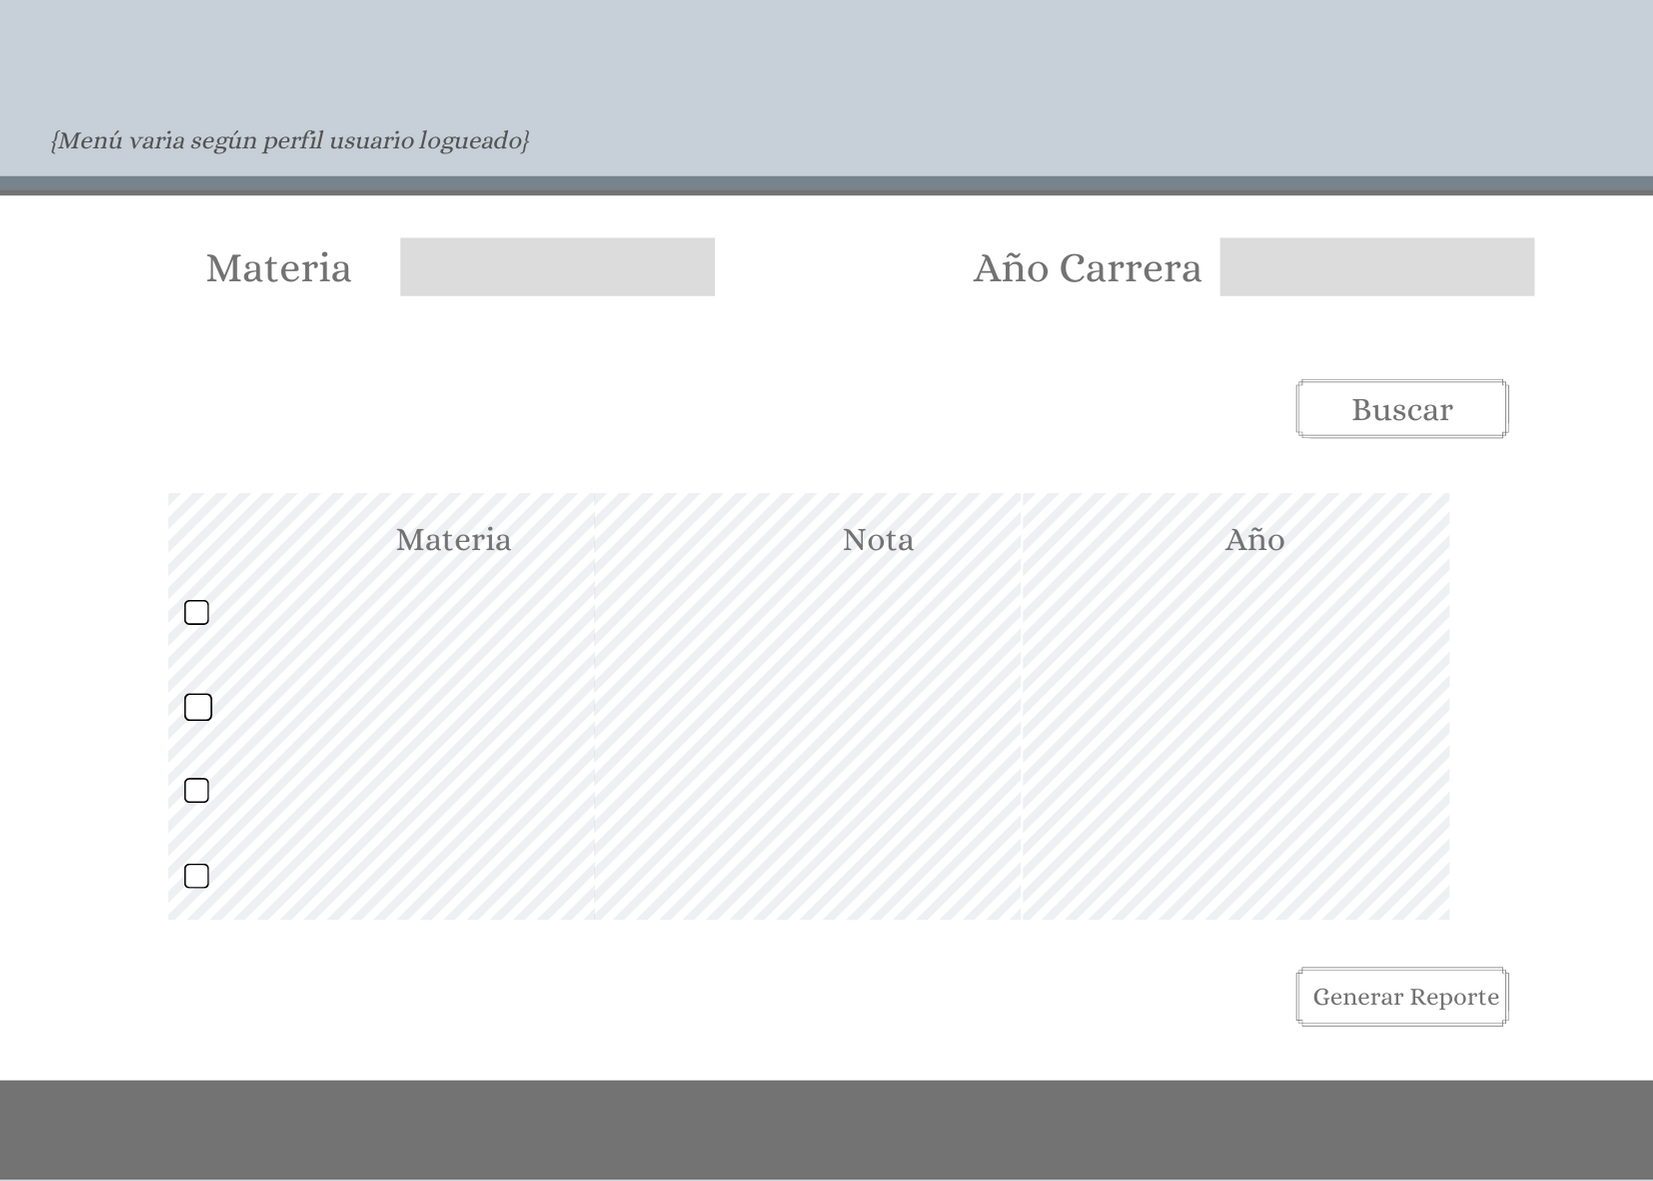 {Menú varia según perfil usuario logueado}
Materia
Año Carrera
Buscar
Materia
Nota
Año
Generar Reporte